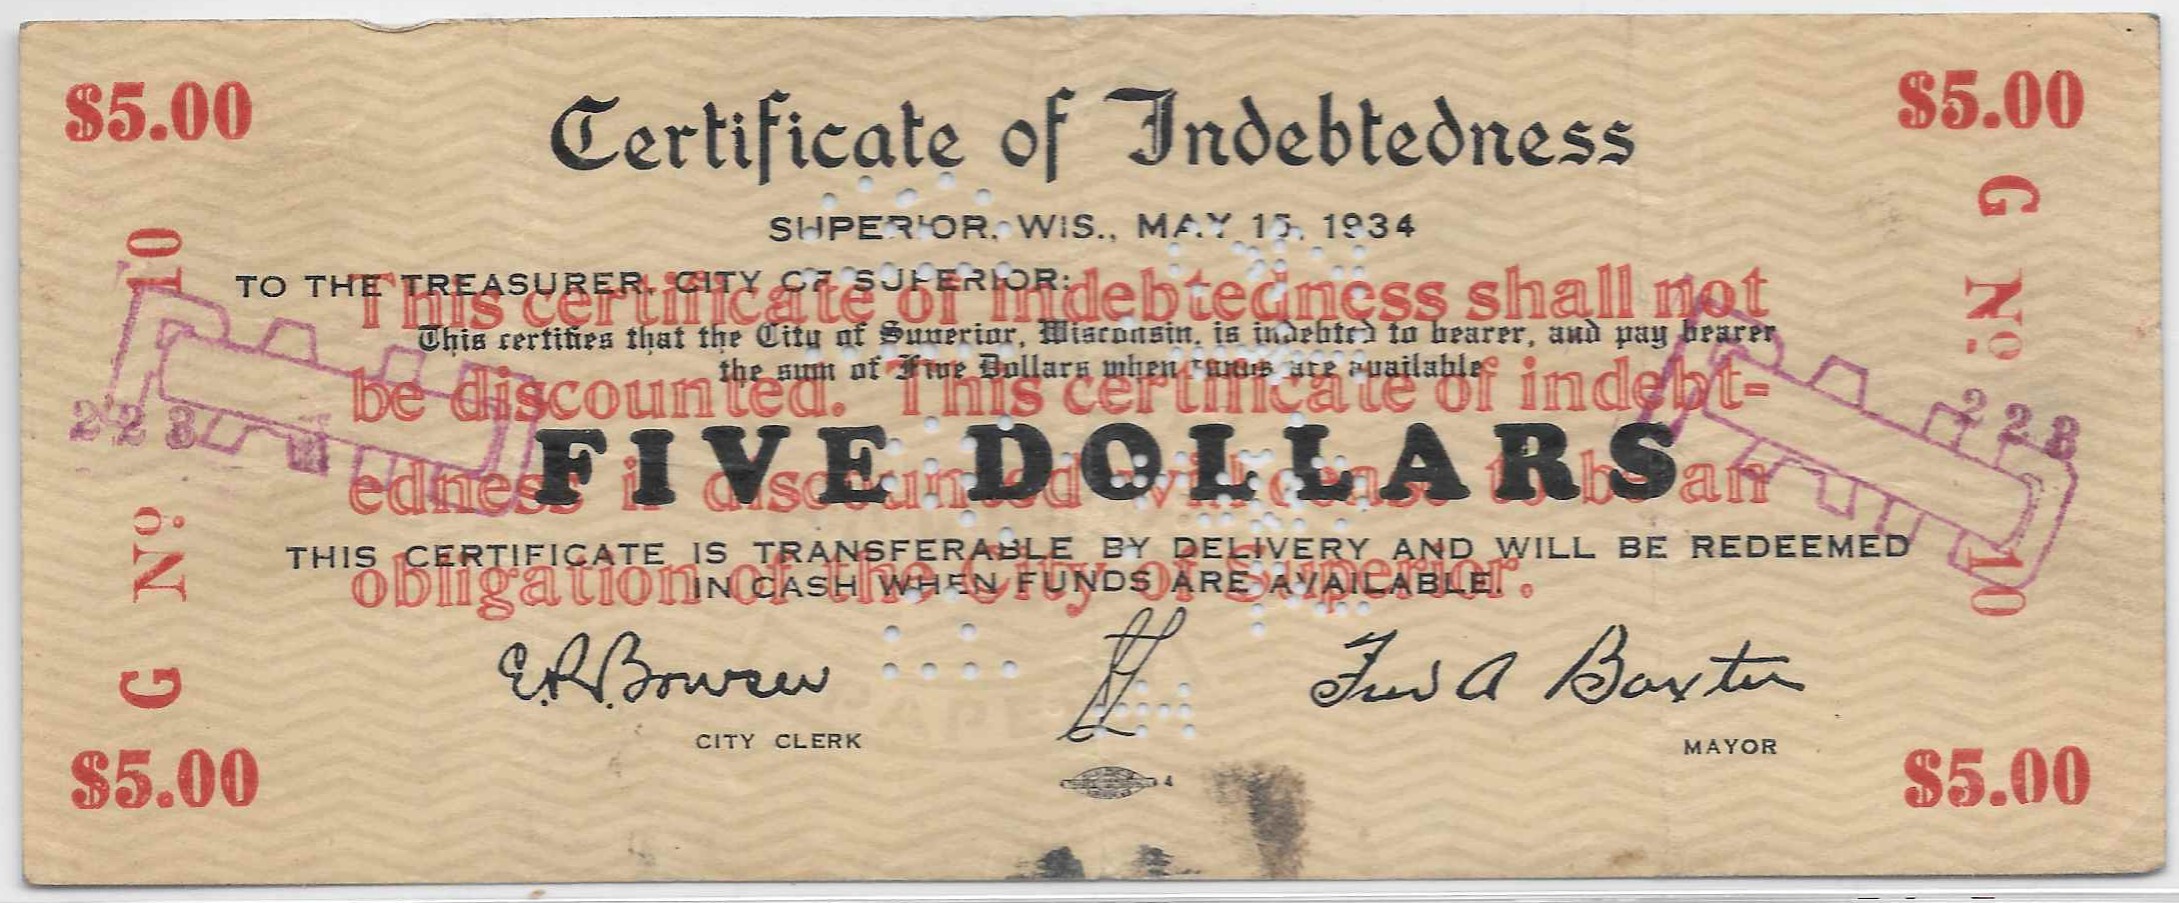 $5.00
$5.00
Certificate of Indebtedness
SUPERIOR, WIS., MAY 15, 1934
TO THE TREASURER, CITY OF SUPERIOR:
This certifies that the City of Superior, Wisconsin, is indebted to bearer, and pay bearer
the sum of Five Dollars when funds are available
FIVE DOLLARS
THIS CERTIFICATE IS TRANSFERABLE BY DELIVERY AND WILL BE REDEEMED
IN CASH WHEN FUNDS ARE AVAILABLE.
This certificate of indebtedness shall not
be discounted. This certificate of indebt-
edness if discounted will cease to be an
obligation of the City of Superior.
G No. 10
G No. 10
223
223
E.R. Bowser
Fred A Baxter
CITY CLERK
MAYOR
4
$5.00
$5.00